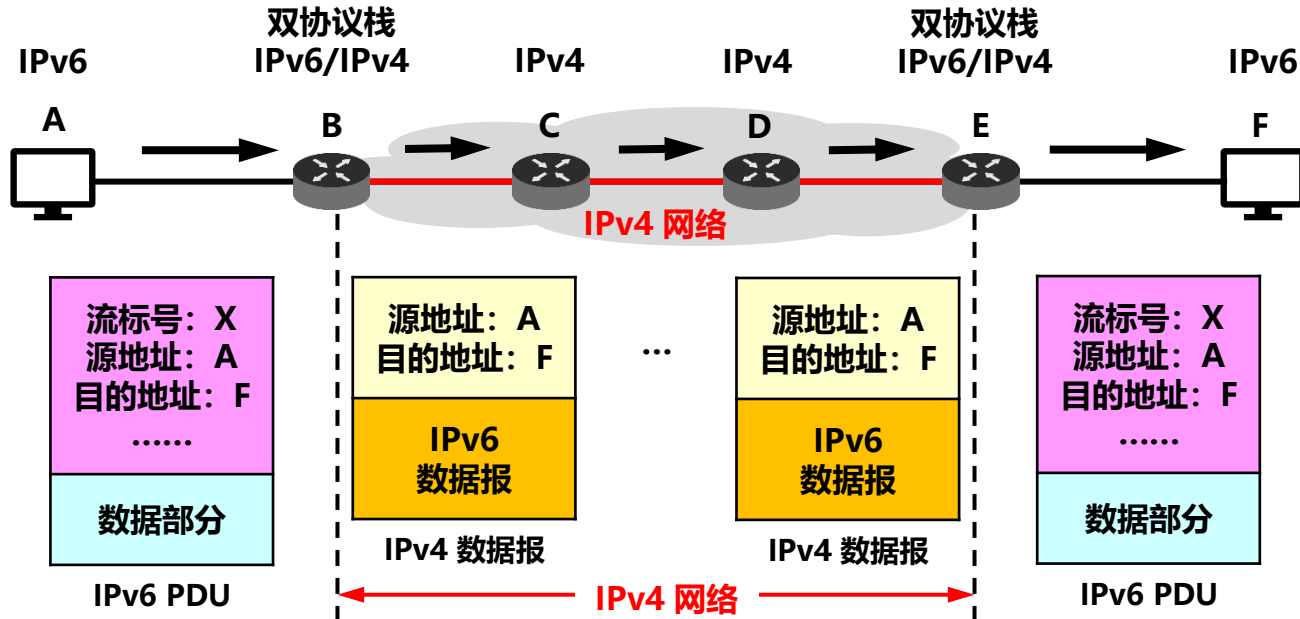 双协议栈
双协议栈
IPv6
IPv6/IPv4
IPv4
IPv4
IPv6/IPv4
IPv6
A
B
C
D
E
F
IPv4 网络
流标号：X
源地址：A
目的地址：F
……
数据部分
IPv6 PDU
源地址：A
目的地址：F
IPv6
数据报
IPv4 数据报
...
源地址：A
目的地址：F
IPv6
数据报
IPv4 数据报
流标号：X
源地址：A
目的地址：F
……
数据部分
IPv6 PDU
IPv4 网络